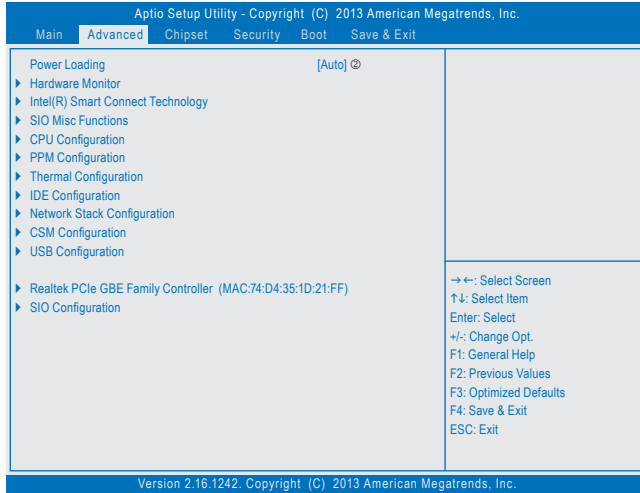 Aptio Setup Utility - Copyright (C) 2013 American Megatrends, Inc.
Main Advanced Chipset Security Boot Save & Exit
Power Loading [Auto] ②
Hardware Monitor
Intel(R) Smart Connect Technology
SIO Misc Functions
CPU Configuration
PPM Configuration
Thermal Configuration
IDE Configuration
Network Stack Configuration
CSM Configuration
USB Configuration
Realtek PCIe GBE Family Controller (MAC:74:D4:35:1D:21:FF)
SIO Configuration
→←: Select Screen
↑↓: Select Item
Enter: Select
+/-: Change Opt.
F1: General Help
F2: Previous Values
F3: Optimized Defaults
F4: Save & Exit
ESC: Exit
Version 2.16.1242. Copyright (C) 2013 American Megatrends, Inc.